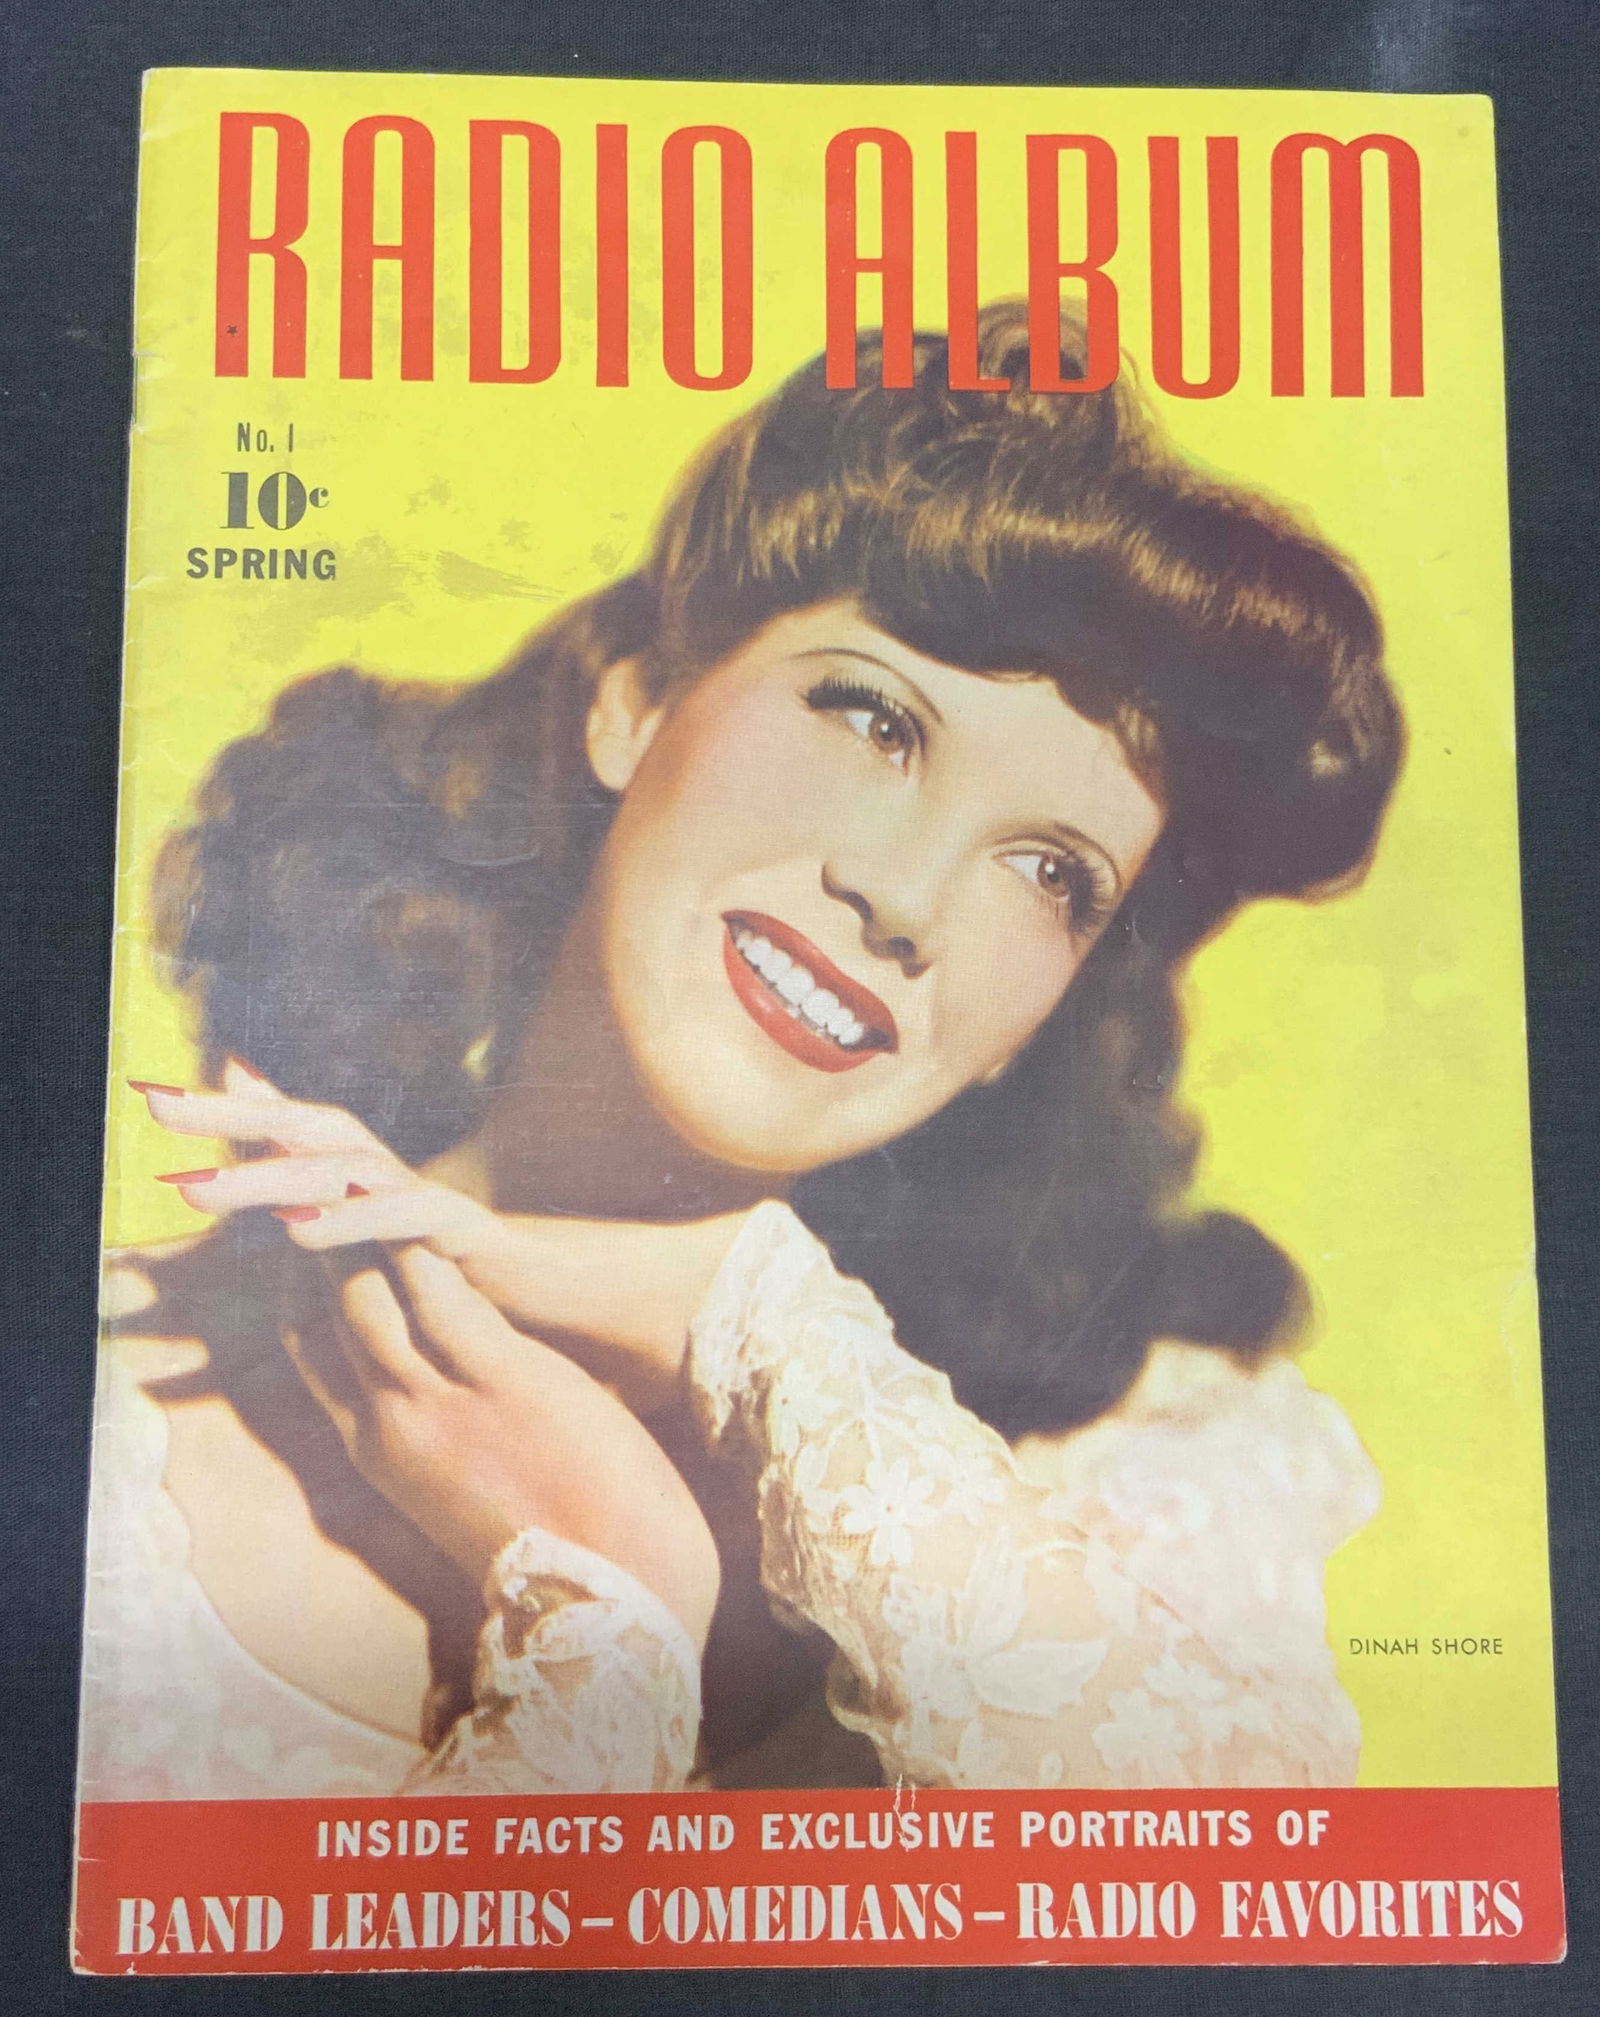 RADIO ALBUM
No. 1
10c
SPRING
DINAH SHORE
INSIDE FACTS AND EXCLUSIVE PORTRAITS OF
BAND LEADERS – COMEDIANS – RADIO FAVORITES